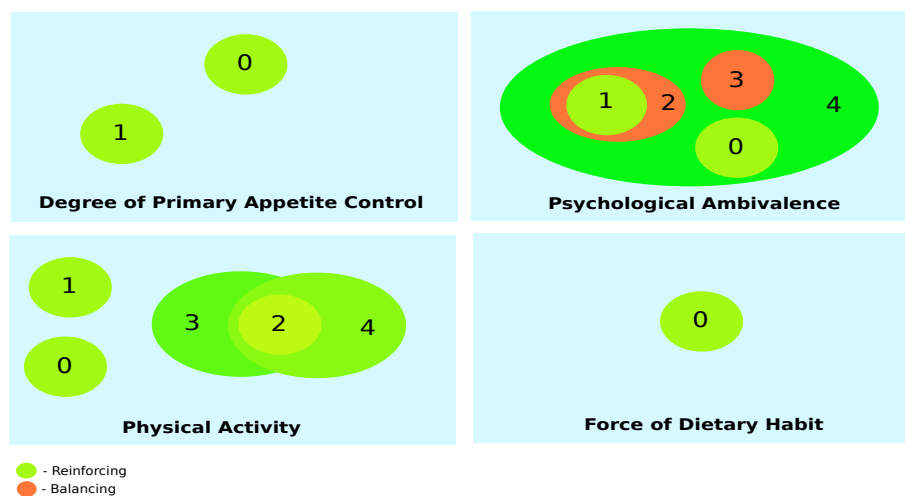 0
1
Degree of Primary Appetite Control
1
2
3
4
0
Psychological Ambivalence
1
3
2
4
0
Physical Activity
0
Force of Dietary Habit
- Reinforcing
- Balancing